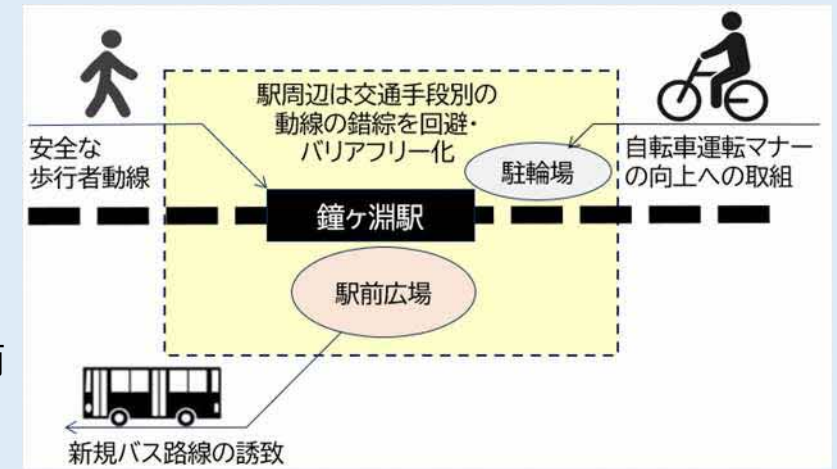 駅周辺は交通手段別の
動線の錯綜を回避・
バリアフリー化
安全な
歩行者動線
駐輪場
自転車運転マナー
の向上への取組
鐘ヶ淵駅
駅前広場
新規バス路線の誘致